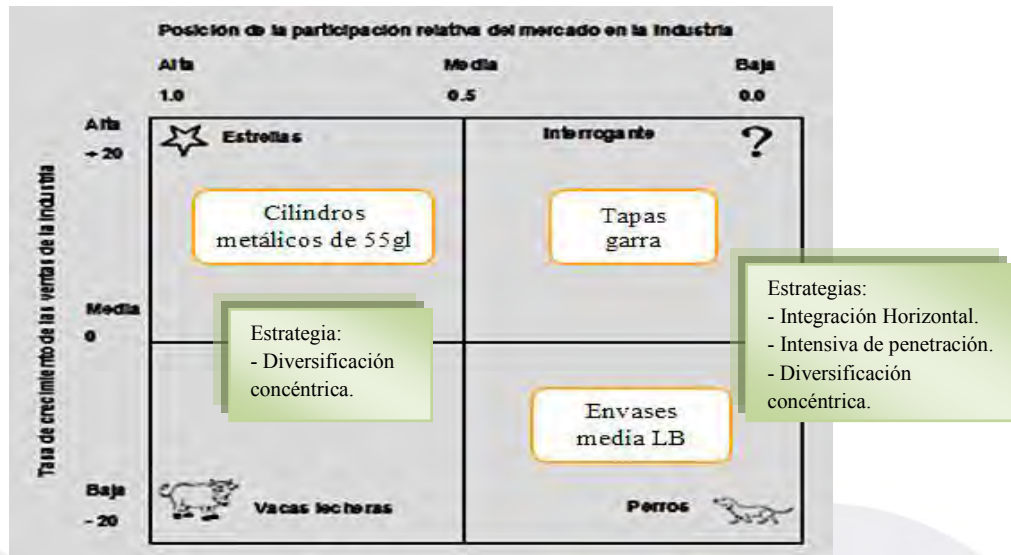 Posición de la participación relativa del mercado en la industria
Alta
Media
Baja
1.0
0.5
0.0
Tasa de crecimiento de las ventas de la industria
Alta
+ 20
Estrellas
Interrogante
?
Cilindros
metálicos de 55gl
Tapas
garra
Media
0
Estrategia:
- Diversificación
concéntrica.
Estrategias:
- Integración Horizontal.
- Intensiva de penetración.
- Diversificación
concéntrica.
Envases
media LB
Baja
- 20
Vacas lecheras
Perros